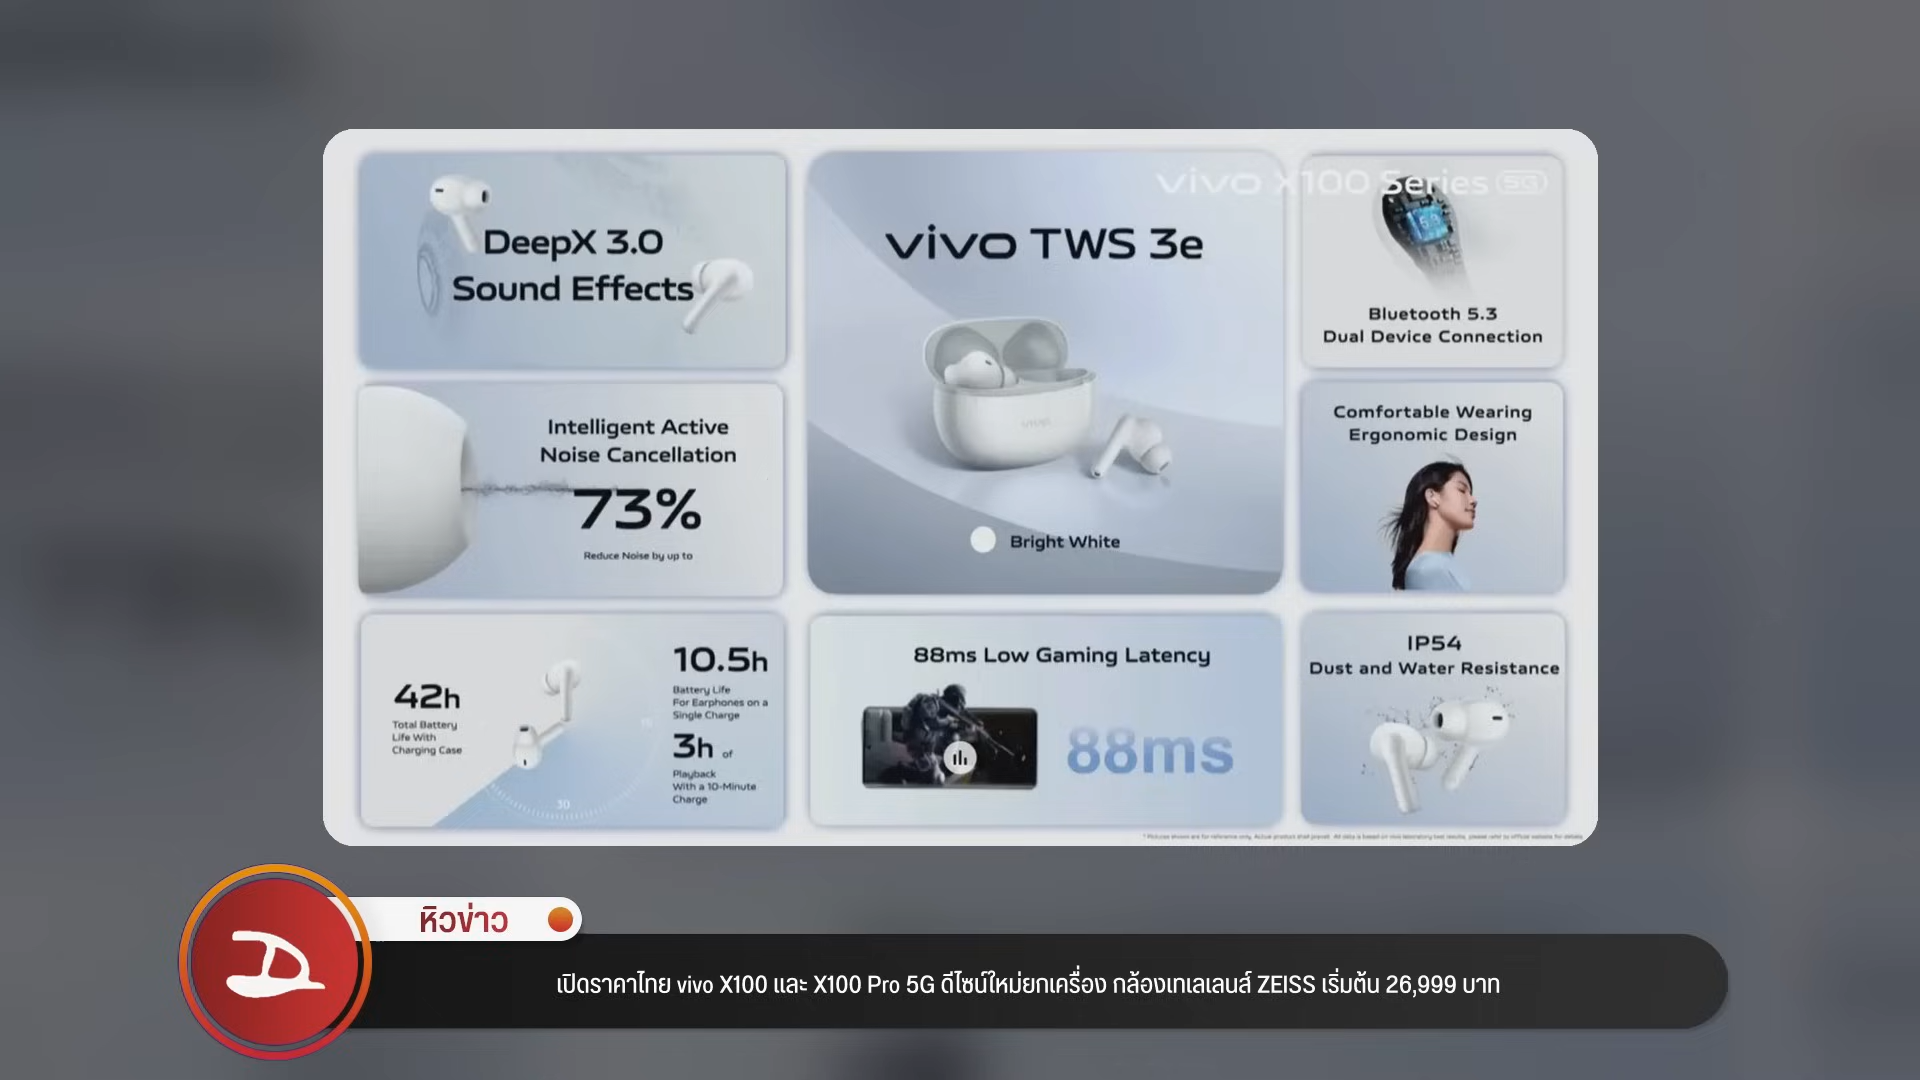 vivo X100 Series 5G
DeepX 3.0
Sound Effects
vivo TWS 3e
Bright White
Bluetooth 5.3
Dual Device Connection
Intelligent Active
Noise Cancellation
73%
Reduce Noise by up to
Comfortable Wearing
Ergonomic Design
42h
Total Battery
Life With
Charging Case
10.5h
Battery Life
For Earphones on a
Single Charge
3h of
Playback
With a 10-Minute
Charge
30
88ms Low Gaming Latency
88ms
IP54
Dust and Water Resistance
หิวข่าว
เปิดราคาไทย vivo X100 และ X100 Pro 5G ดีไซน์ใหม่ยกเครื่อง กล้องเทเลเลนส์ ZEISS เริ่มต้น 26,999 บาท